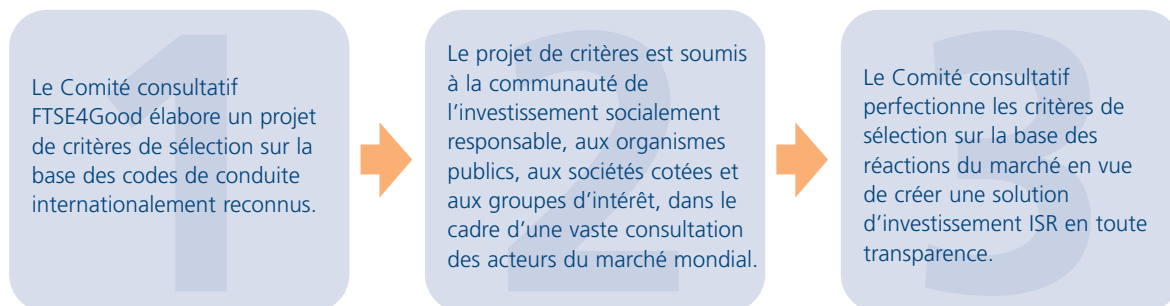 1
Le Comité consultatif
FTSE4Good élabore un projet
de critères de sélection sur la
base des codes de conduite
internationalement reconnus.
2
Le projet de critères est soumis
à la communauté de
l’investissement socialement
responsable, aux organismes
publics, aux sociétés cotées et
aux groupes d’intérêt, dans le
cadre d’une vaste consultation
des acteurs du marché mondial.
3
Le Comité consultatif
perfectionne les critères de
sélection sur la base des
réactions du marché en vue
de créer une solution
d’investissement ISR en toute
transparence.